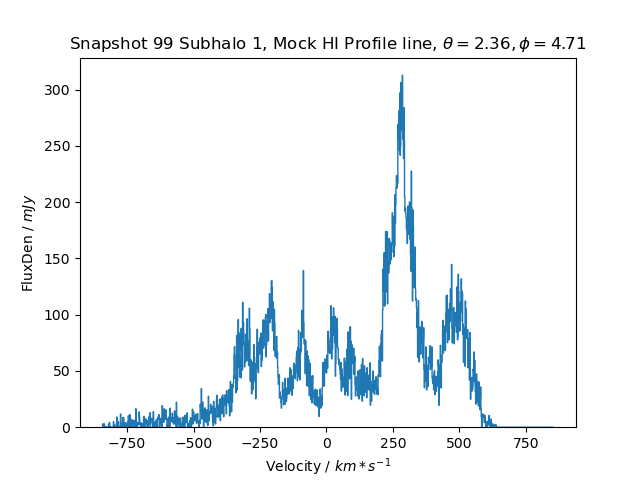 Snapshot 99 Subhalo 1, Mock HI Profile line, θ = 2.36, ϕ = 4.71
300
250
200
150
100
50
0
FluxDen / mJy
−750 −500 −250 0 250 500 750
Velocity / km * s⁻¹